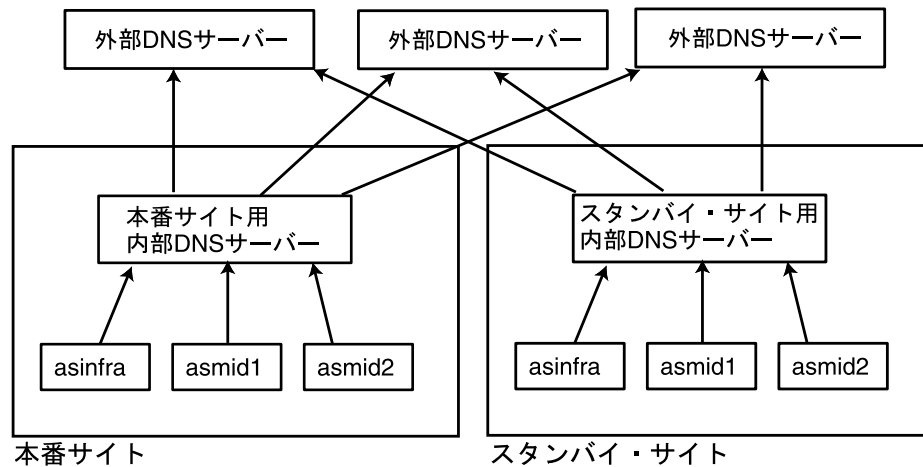 外部DNSサーバー
外部DNSサーバー
外部DNSサーバー
本番サイト用
内部DNSサーバー
スタンバイ・サイト用
内部DNSサーバー
asinfra
asmid1
asmid2
asinfra
asmid1
asmid2
本番サイト
スタンバイ・サイト